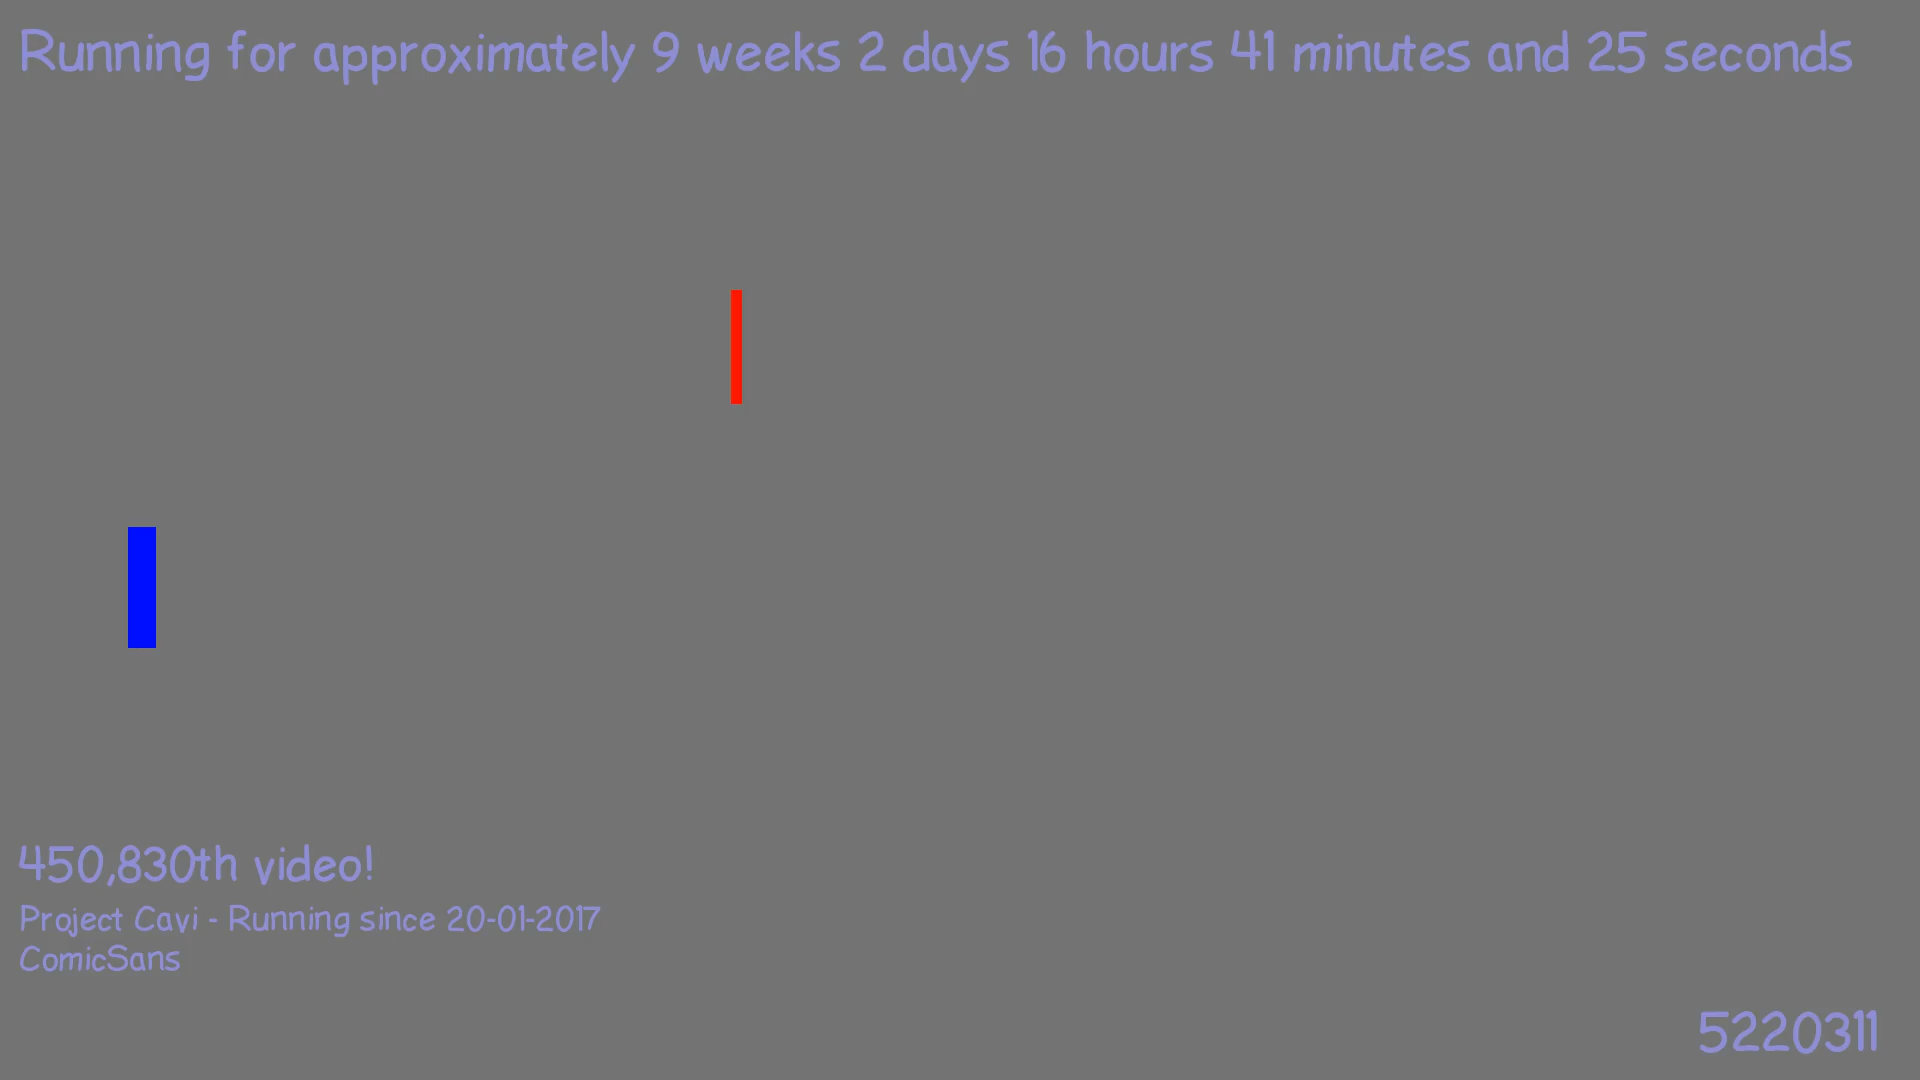 Running for approximately 9 weeks 2 days 16 hours 41 minutes and 25 seconds
450,830th video!
Project Cavi - Running since 20-01-2017
ComicSans
5220311